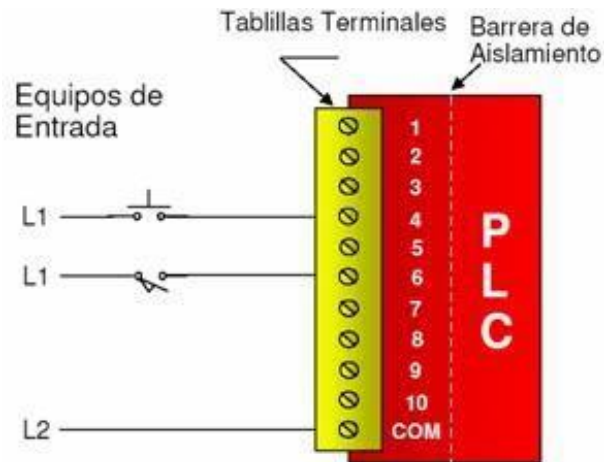 Tablillas Terminales
Barrera de
Aislamiento
Equipos de
Entrada
L1
L1
L2
1
2
3
4
5
6
7
8
9
10
COM
PLC